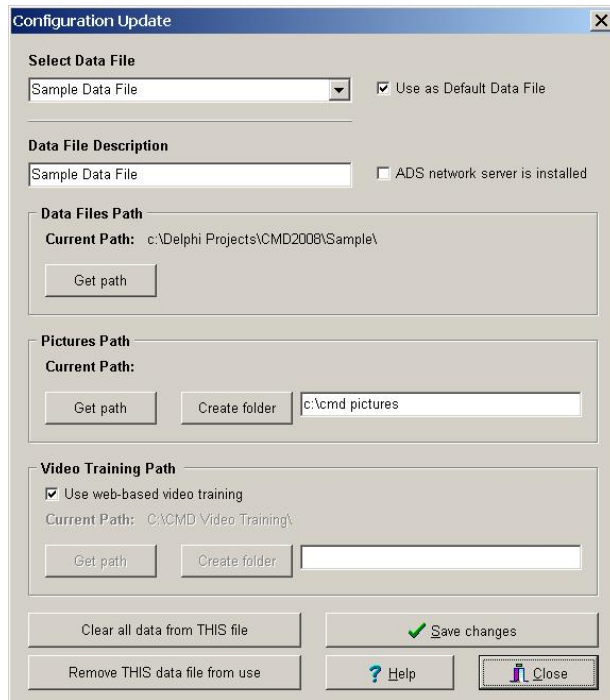 Configuration Update
Select Data File
Sample Data File
Use as Default Data File
Data File Description
Sample Data File
ADS network server is installed
Data Files Path
Current Path: c:\Delphi Projects\CMD2008\Sample\
Get path
Pictures Path
Current Path:
Get path
Create folder
c:\cmd pictures
Video Training Path
Use web-based video training
Current Path: C:\CMD Video Training\
Get path
Create folder
Clear all data from THIS file
Save changes
Remove THIS data file from use
Help
Close